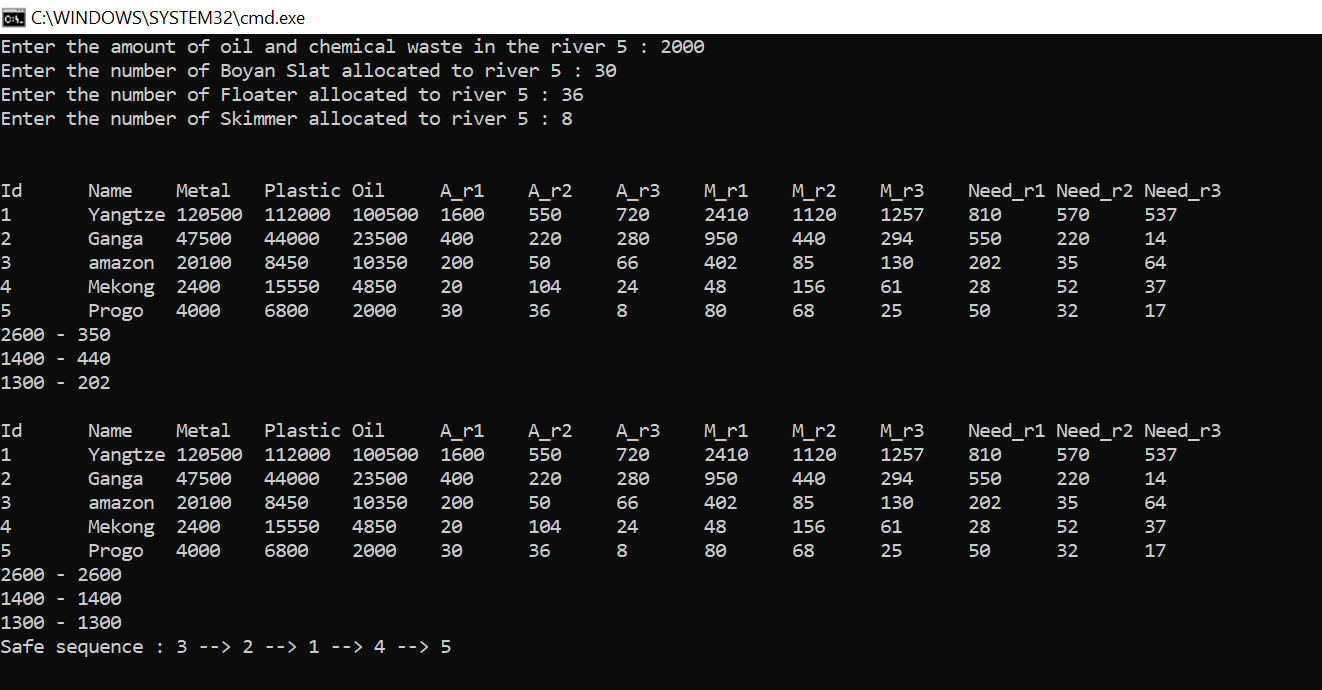 C:\WINDOWS\SYSTEM32\cmd.exe
Enter the amount of oil and chemical waste in the river 5 : 2000
Enter the number of Boyan Slat allocated to river 5 : 30
Enter the number of Floater allocated to river 5 : 36
Enter the number of Skimmer allocated to river 5 : 8
Id Name Metal Plastic Oil A_r1 A_r2 A_r3 M_r1 M_r2 M_r3 Need_r1 Need_r2 Need_r3
1 Yangtze 120500 112000 100500 1600 550 720 2410 1120 1257 810 570 537
2 Ganga 47500 44000 23500 400 220 280 950 440 294 550 220 14
3 amazon 20100 8450 10350 200 50 66 402 85 130 202 35 64
4 Mekong 2400 15550 4850 20 104 24 48 156 61 28 52 37
5 Progo 4000 6800 2000 30 36 8 80 68 25 50 32 17
2600 - 350
1400 - 440
1300 - 202
Id Name Metal Plastic Oil A_r1 A_r2 A_r3 M_r1 M_r2 M_r3 Need_r1 Need_r2 Need_r3
1 Yangtze 120500 112000 100500 1600 550 720 2410 1120 1257 810 570 537
2 Ganga 47500 44000 23500 400 220 280 950 440 294 550 220 14
3 amazon 20100 8450 10350 200 50 66 402 85 130 202 35 64
4 Mekong 2400 15550 4850 20 104 24 48 156 61 28 52 37
5 Progo 4000 6800 2000 30 36 8 80 68 25 50 32 17
2600 - 2600
1400 - 1400
1300 - 1300
Safe sequence : 3 --> 2 --> 1 --> 4 --> 5